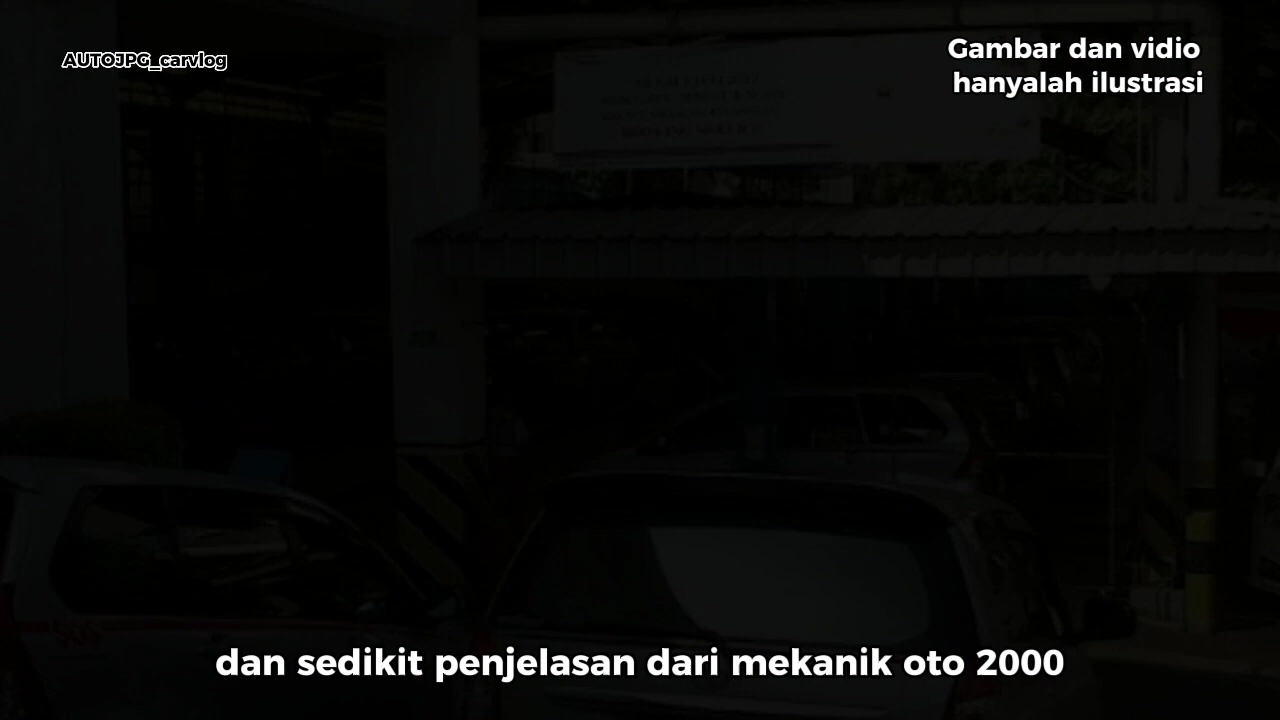 AUTOJPG_carvlog
Gambar dan vidio
hanyalah ilustrasi
dan sedikit penjelasan dari mekanik oto 2000